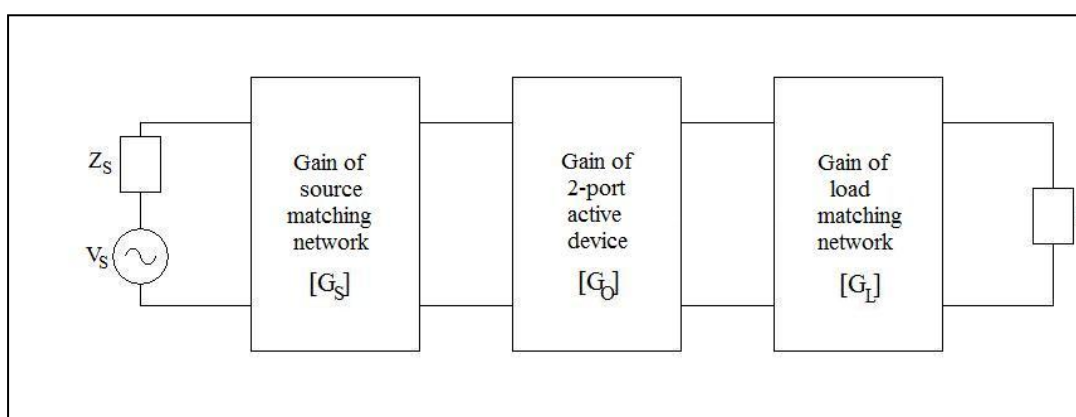 Z_S
V_S
Gain of
source
matching
network
[G_S]
Gain of
2-port
active
device
[G_O]
Gain of
load
matching
network
[G_L]